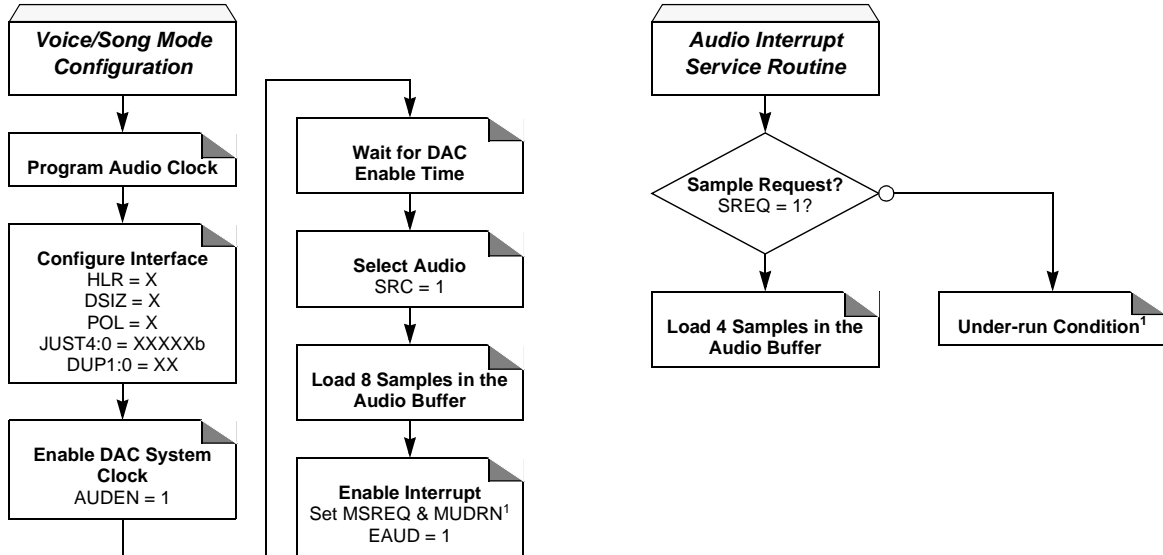 Voice/Song Mode
Configuration
Program Audio Clock
Configure Interface
HLR = X
DSIZ = X
POL = X
JUST4:0 = XXXXXb
DUP1:0 = XX
Enable DAC System
Clock
AUDEN = 1
Wait for DAC
Enable Time
Select Audio
SRC = 1
Load 8 Samples in the
Audio Buffer
Enable Interrupt
Set MSREQ & MUDRN1
EAUD = 1
Audio Interrupt
Service Routine
Sample Request?
SREQ = 1?
Load 4 Samples in the
Audio Buffer
Under-run Condition1